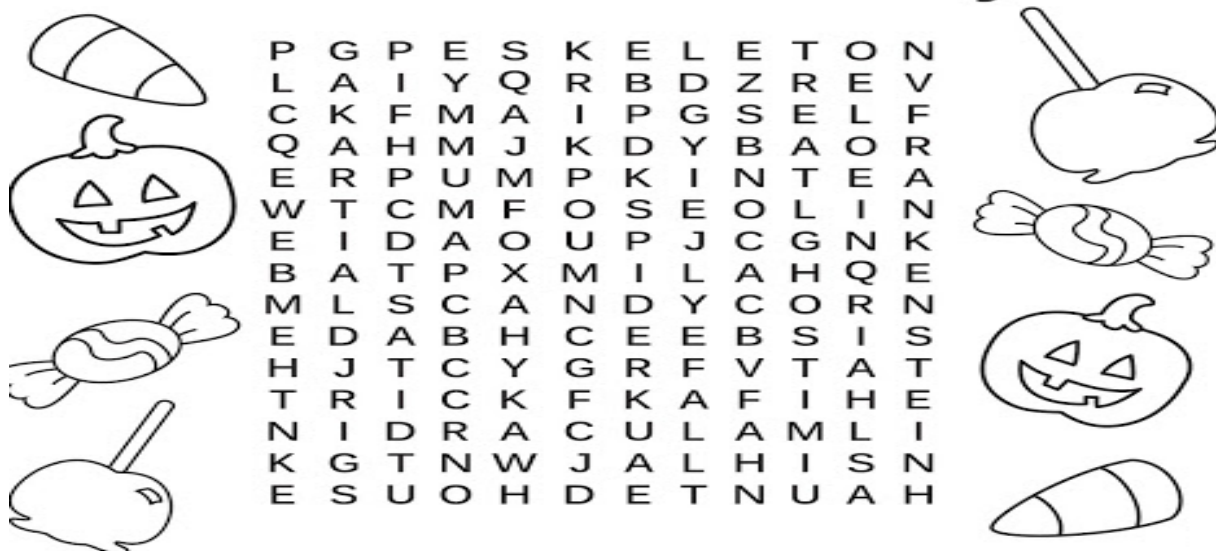 P G P E S K E L E T O N
L A I Y Q R B D Z R E V
C K F M A I P G S E L F
Q A H M J K D Y B A O R
E R P U M P K I N T E A
W T C M F O S E O L I N
E I D A O U P J C G N K
B A T P X M I L A H Q E
M L S C A N D Y C O R N
E D A B H C E E B S I S
H J T C Y G R F V T A T
T R I C K F K A F I H E
N I D R A C U L A M L I
K G T N W J A L H I S N
E S U O H D E T N U A H